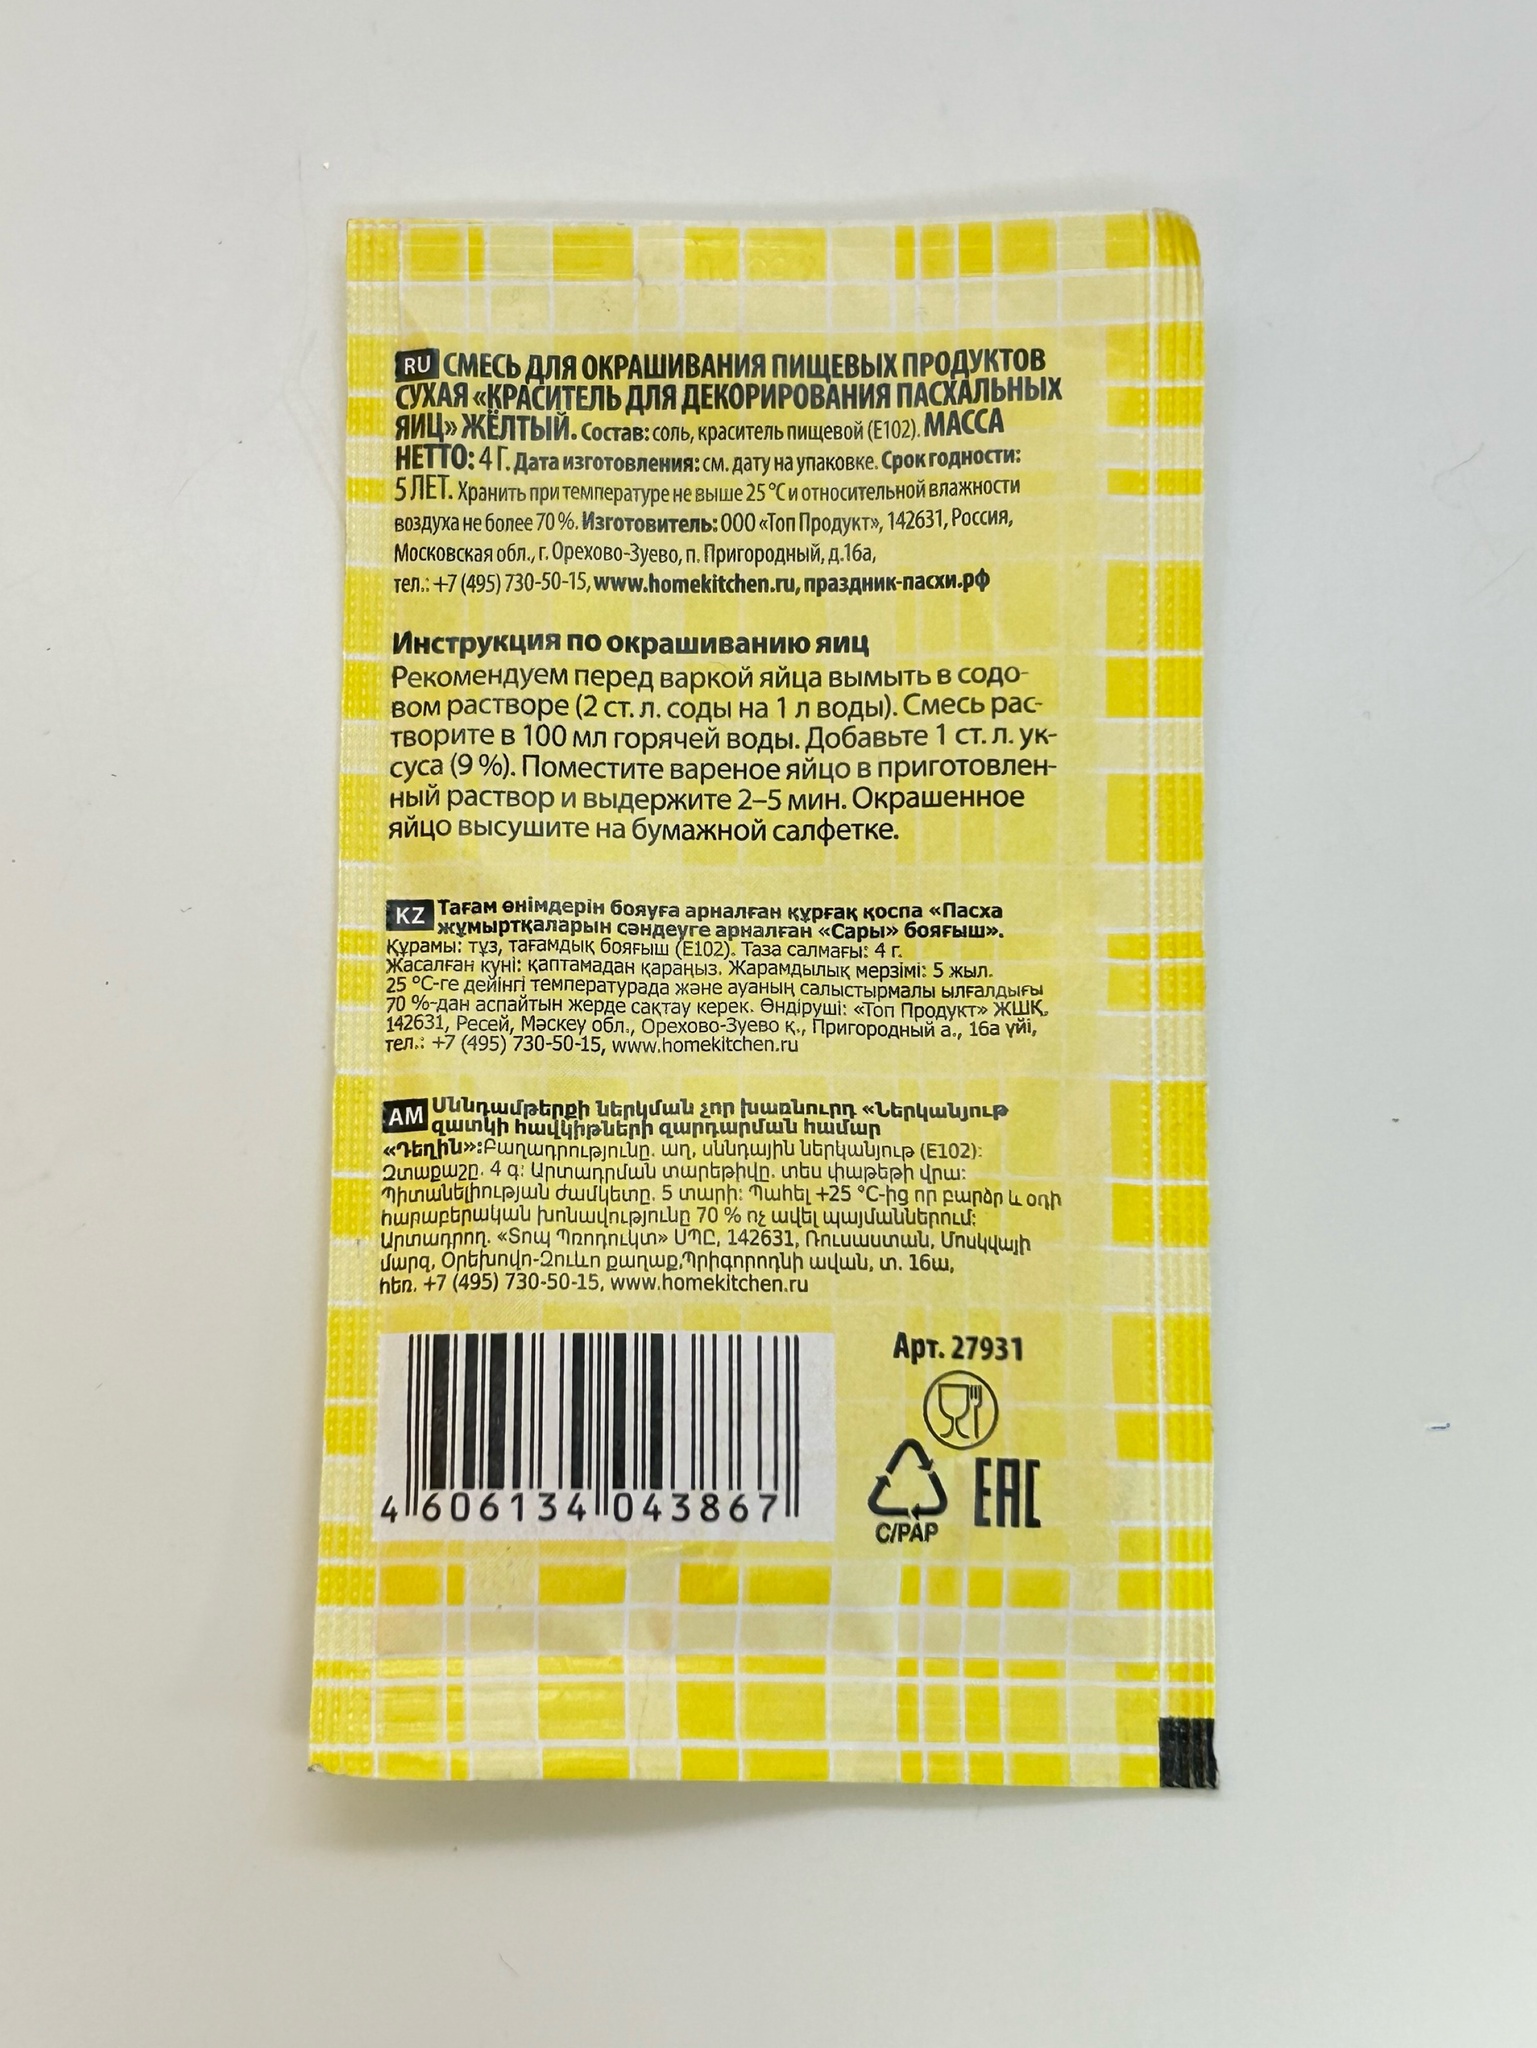 RU СМЕСЬ ДЛЯ ОКРАШИВАНИЯ ПИЩЕВЫХ ПРОДУКТОВ
СУХАЯ «КРАСИТЕЛЬ ДЛЯ ДЕКОРИРОВАНИЯ ПАСХАЛЬНЫХ
ЯИЦ» ЖЁЛТЫЙ. Состав: соль, краситель пищевой (Е102). МАССА
НЕТТО: 4 Г. Дата изготовления: см. дату на упаковке. Срок годности:
5 ЛЕТ. Хранить при температуре не выше 25 °С и относительной влажности
воздуха не более 70 %. Изготовитель: ООО «Топ Продукт», 142631, Россия,
Московская обл., г. Орехово-Зуево, п. Пригородный, д.16а,
тел.: +7 (495) 730-50-15, www.homekitchen.ru, праздник-пасхи.рф
Инструкция по окрашиванию яиц
Рекомендуем перед варкой яйца вымыть в содо-
вом растворе (2 ст. л. соды на 1 л воды). Смесь рас-
творите в 100 мл горячей воды. Добавьте 1 ст. л. ук-
суса (9 %). Поместите вареное яйцо в приготовлен-
ный раствор и выдержите 2–5 мин. Окрашенное
яйцо высушите на бумажной салфетке.
KZ Тағам өнімдерін бояуға арналған құрғақ қоспа «Пасха
жұмыртқаларын сәндеуге арналған «Сары» бояғыш».
Құрамы: тұз, тағамдық бояғыш (Е102). Таза салмағы: 4 г.
Жасалған күні: қаптамадан қараңыз. Жарамдылық мерзімі: 5 жыл.
25 °С-ге дейінгі температурада және ауаның салыстырмалы ылғалдығы
70 %-дан аспайтын жерде сақтау керек. Өндіруші: «Топ Продукт» ЖШҚ,
142631, Ресей, Мәскеу обл., Орехово-Зуево қ., Пригородный а., 16а үйі,
тел.: +7 (495) 730-50-15, www.homekitchen.ru
AM Սննդամթերքի ներկման չոր խառնուրդ «Ներկանյութ
զատկի հավկիթների զարդարման համար
«Դեղին»:Բաղադրությունը. աղ, սննդային ներկանյութ (E102):
Զտաքաշը. 4 գ: Արտադրման տարեթիվը. տես փաթեթի վրա:
Պիտանելիության ժամկետը. 5 տարի: Պահել +25 °C-ից որ բարձր և օդի
հարաբերական խոնավությունը 70 % ոչ ավել պայմաններում:
Արտադրող. «Տոպ Պռոդուկտ» ՍՊԸ, 142631, Ռուսաստան, Մոսկվայի
մարզ, Օրեխովո-Զուևո քաղաք,Պրիգորոդնի ավան, տ. 16ա,
հեռ. +7 (495) 730-50-15, www.homekitchen.ru
Арт. 27931
4 606134 043867
C/PAP
EAC